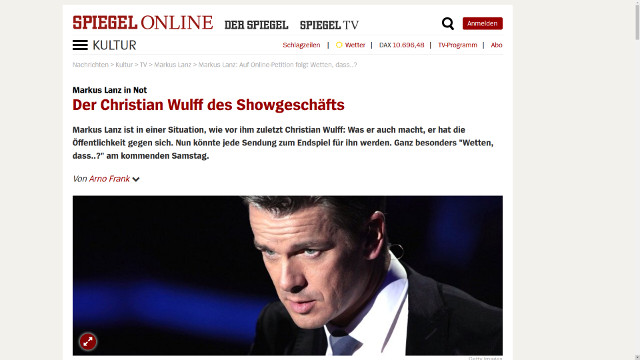 SPIEGEL ONLINE DER SPIEGEL SPIEGEL TV Anmelden
KULTUR Schlagzeilen | Wetter | DAX 10.696,48 | TV-Programm | Abo
Nachrichten > Kultur > TV > Markus Lanz > Markus Lanz: Auf Online-Petition folgt Wetten, dass..?
Markus Lanz in Not
Der Christian Wulff des Showgeschäfts
Markus Lanz ist in einer Situation, wie vor ihm zuletzt Christian Wulff: Was er auch macht, er hat die
Öffentlichkeit gegen sich. Nun könnte jede Sendung zum Endspiel für ihn werden. Ganz besonders "Wetten,
dass..?" am kommenden Samstag.
Von Arno Frank